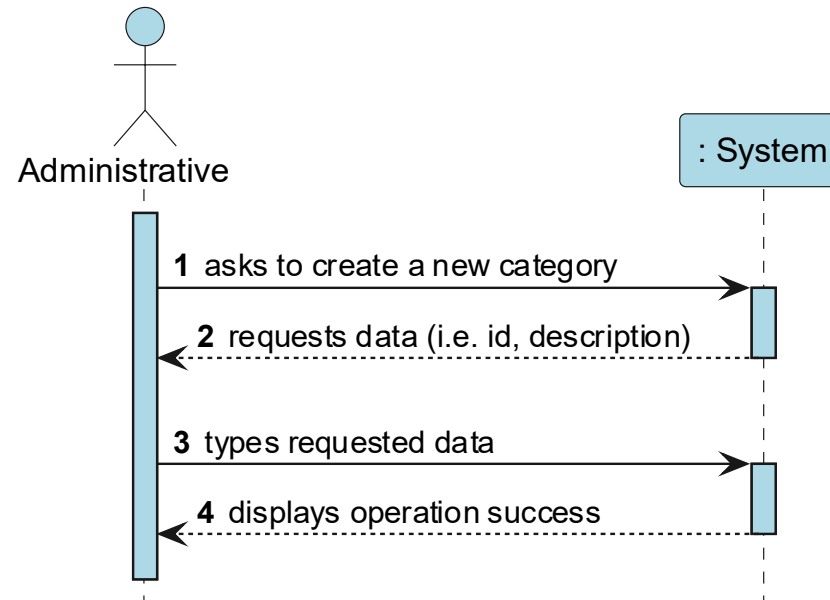 Administrative
: System
1 asks to create a new category
2 requests data (i.e. id, description)
3 types requested data
4 displays operation success